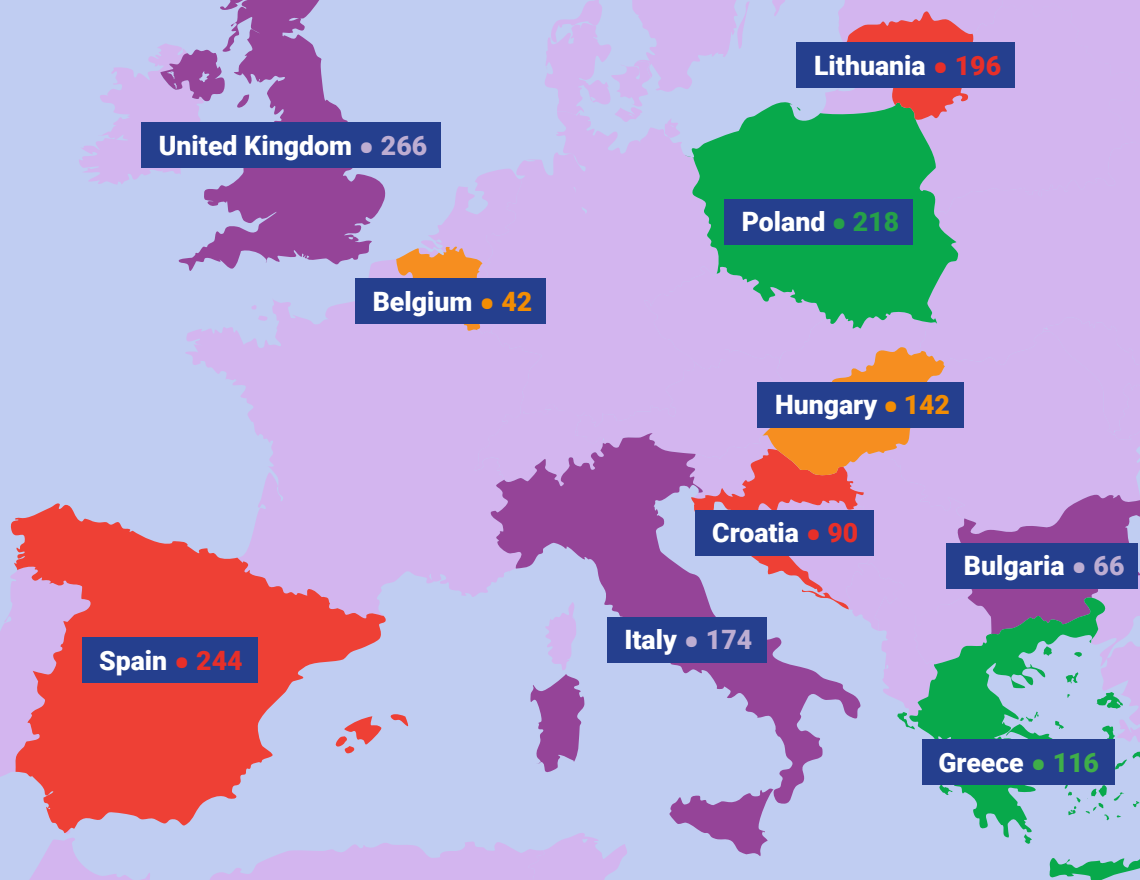 Lithuania • 196
United Kingdom • 266
Poland • 218
Belgium • 42
Hungary • 142
Croatia • 90
Bulgaria • 66
Italy • 174
Spain • 244
Greece • 116